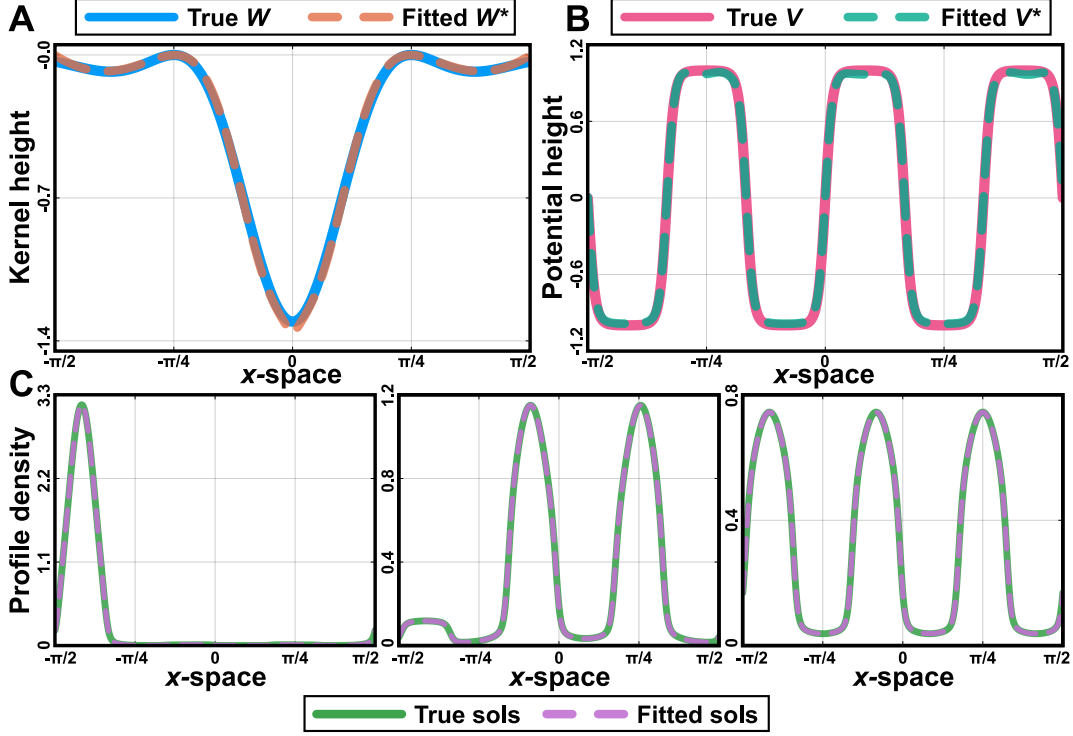 A
True W
Fitted W*
B
True V
Fitted V*
Kernel height
-0.0
-0.7
-1.4
-π/2
-π/4
0
π/4
π/2
x-space
Potential height
1.2
0.6
0
-0.6
-1.2
-π/2
-π/4
0
π/4
π/2
x-space
C
Profile density
3.3
2.2
1.1
0
-π/2
-π/4
0
π/4
π/2
x-space
1.2
0.8
0.4
0
-π/2
-π/4
0
π/4
π/2
x-space
0.8
0.4
0
-π/2
-π/4
0
π/4
π/2
x-space
True sols
Fitted sols